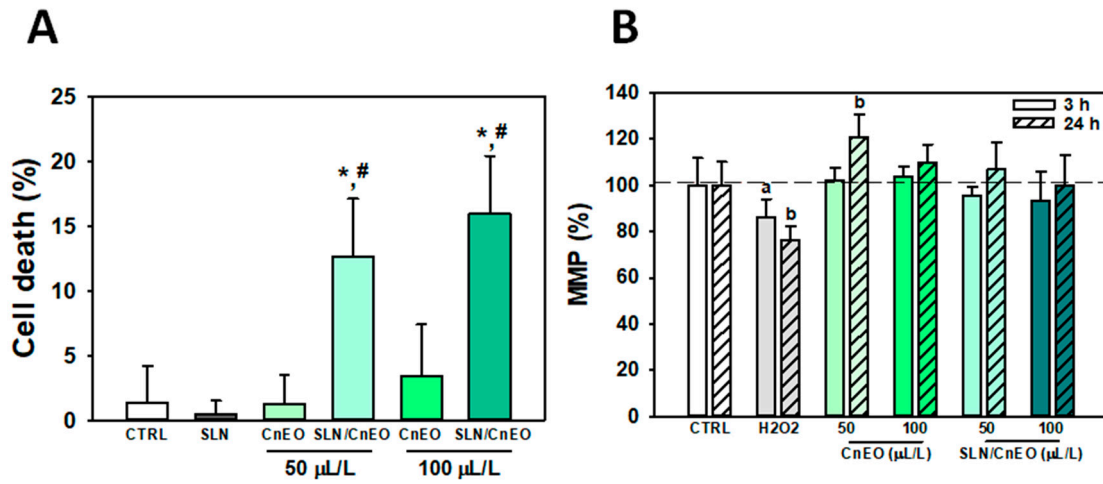 A
Cell death (%)
25
20
15
10
5
0
*,#
*,#
CTRL SLN CnEO SLN/CnEO CnEO SLN/CnEO
50 µL/L 100 µL/L
B
MMP (%)
140
120
100
80
60
40
20
0
3 h
24 h
a
b
b
CTRL H2O2 50 100 50 100
CnEO (µL/L) SLN/CnEO (µL/L)